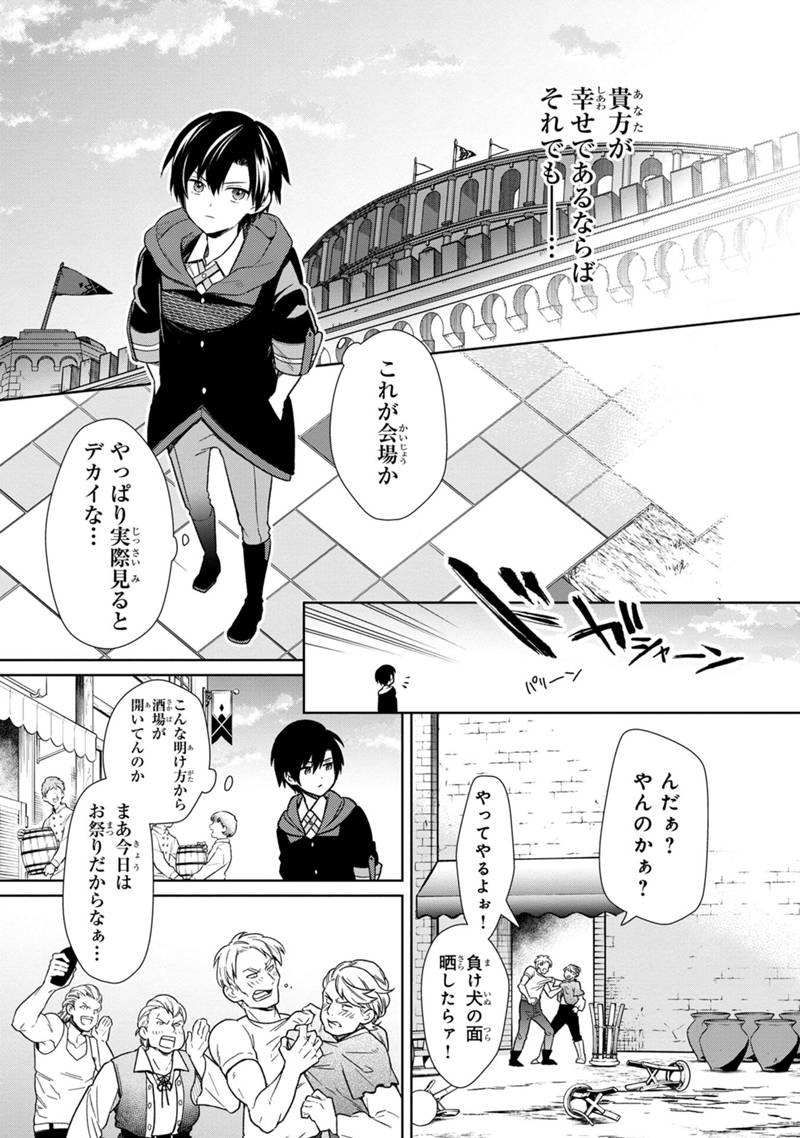 貴方が
幸せであるならば
それでも――…
これが会場か
やっぱり実際見ると
デカイな…
ドガシャーン
パリーン
んだぁ?
やんのかぁ?
やってやるよぉ!
負け犬の面
晒したらァ!
こんな明け方から
酒場が
開いてんのか
まあ今日は
お祭りだからなぁ…